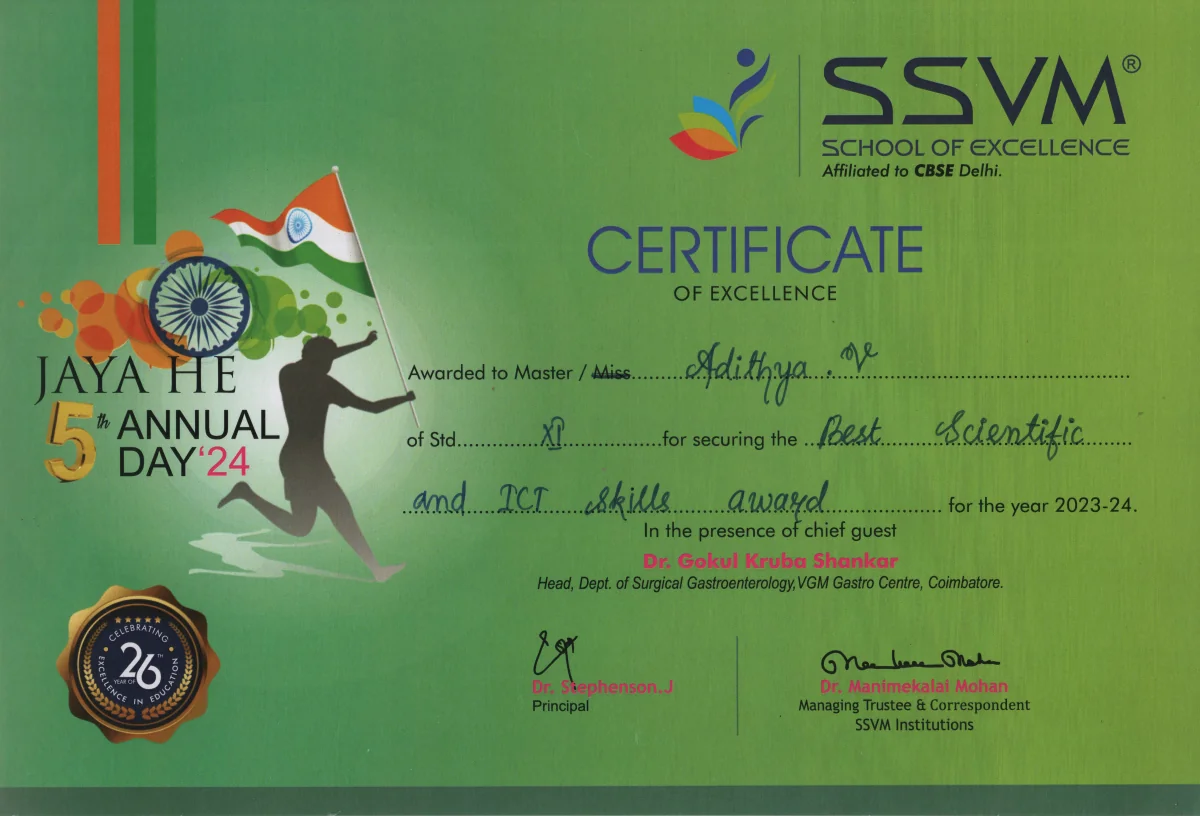 SSVM®
SCHOOL OF EXCELLENCE
Affiliated to CBSE Delhi.
CERTIFICATE
OF EXCELLENCE
JAYA HE
5th ANNUAL
DAY '24
Awarded to Master / Miss Adithya . V
of Std XI for securing the Best Scientific
and ICT skills award for the year 2023-24.
In the presence of chief guest
Dr. Gokul Kruba Shankar
Head, Dept. of Surgical Gastroenterology,VGM Gastro Centre, Coimbatore.
CELEBRATING
26TH
YEAR OF
EXCELLENCE IN EDUCATION
Dr. Stephenson.J
Principal
Dr. Manimekalai Mohan
Managing Trustee & Correspondent
SSVM Institutions